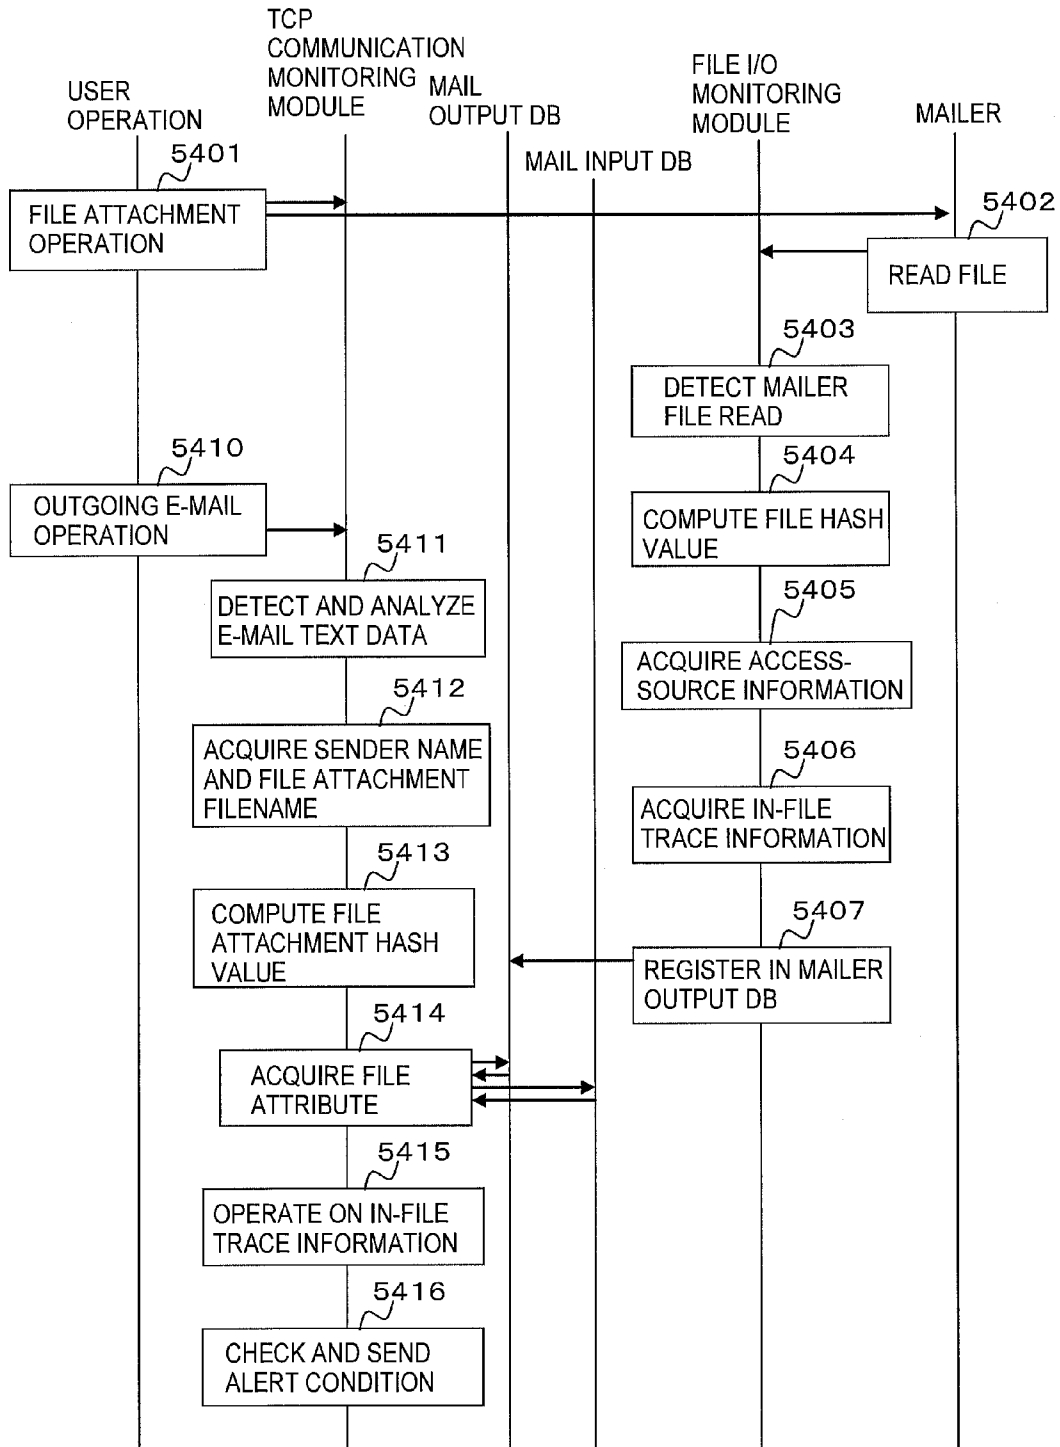 USER
OPERATION
TCP
COMMUNICATION
MONITORING
MODULE
MAIL
OUTPUT DB
MAIL INPUT DB
FILE I/O
MONITORING
MODULE
MAILER
5401
FILE ATTACHMENT
OPERATION
5402
READ FILE
5403
DETECT MAILER
FILE READ
5404
COMPUTE FILE HASH
VALUE
5405
ACQUIRE ACCESS-
SOURCE INFORMATION
5406
ACQUIRE IN-FILE
TRACE INFORMATION
5407
REGISTER IN MAILER
OUTPUT DB
5410
OUTGOING E-MAIL
OPERATION
5411
DETECT AND ANALYZE
E-MAIL TEXT DATA
5412
ACQUIRE SENDER NAME
AND FILE ATTACHMENT
FILENAME
5413
COMPUTE FILE
ATTACHMENT HASH
VALUE
5414
ACQUIRE FILE
ATTRIBUTE
5415
OPERATE ON IN-FILE
TRACE INFORMATION
5416
CHECK AND SEND
ALERT CONDITION